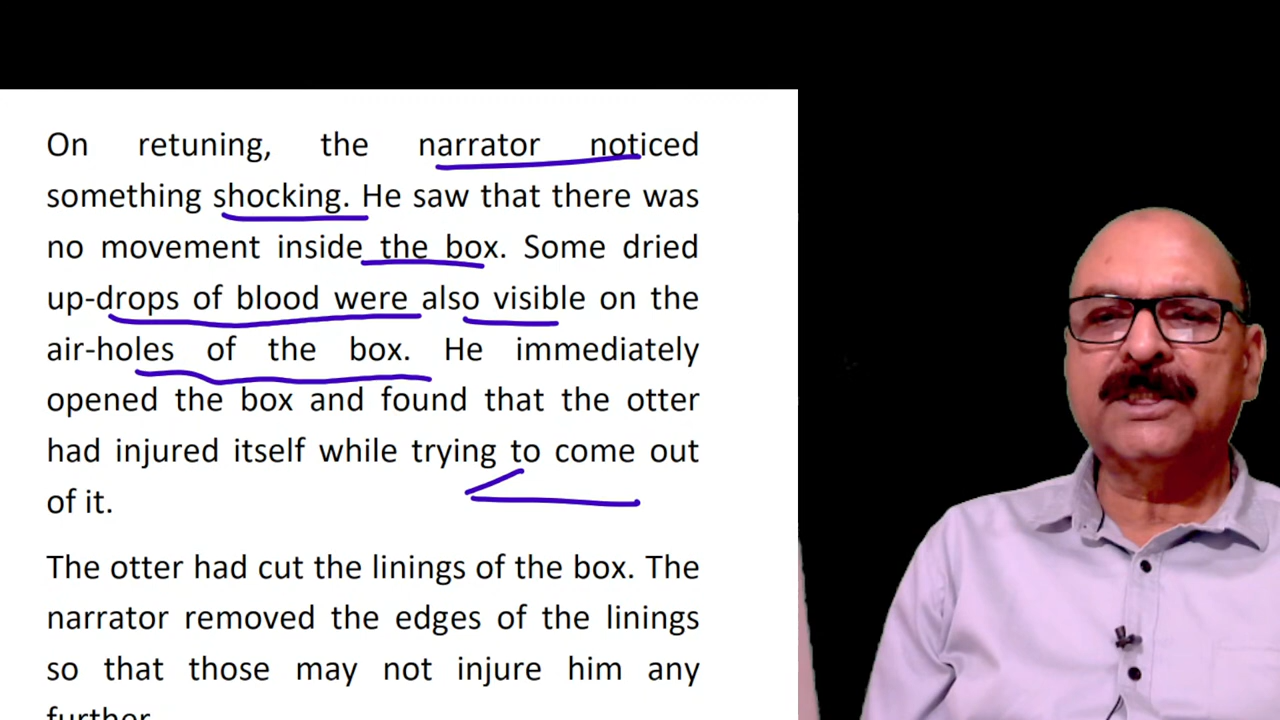 On retuning, the narrator noticed
something shocking. He saw that there was
no movement inside the box. Some dried
up-drops of blood were also visible on the
air-holes of the box. He immediately
opened the box and found that the otter
had injured itself while trying to come out
of it.
The otter had cut the linings of the box. The
narrator removed the edges of the linings
so that those may not injure him any
further.